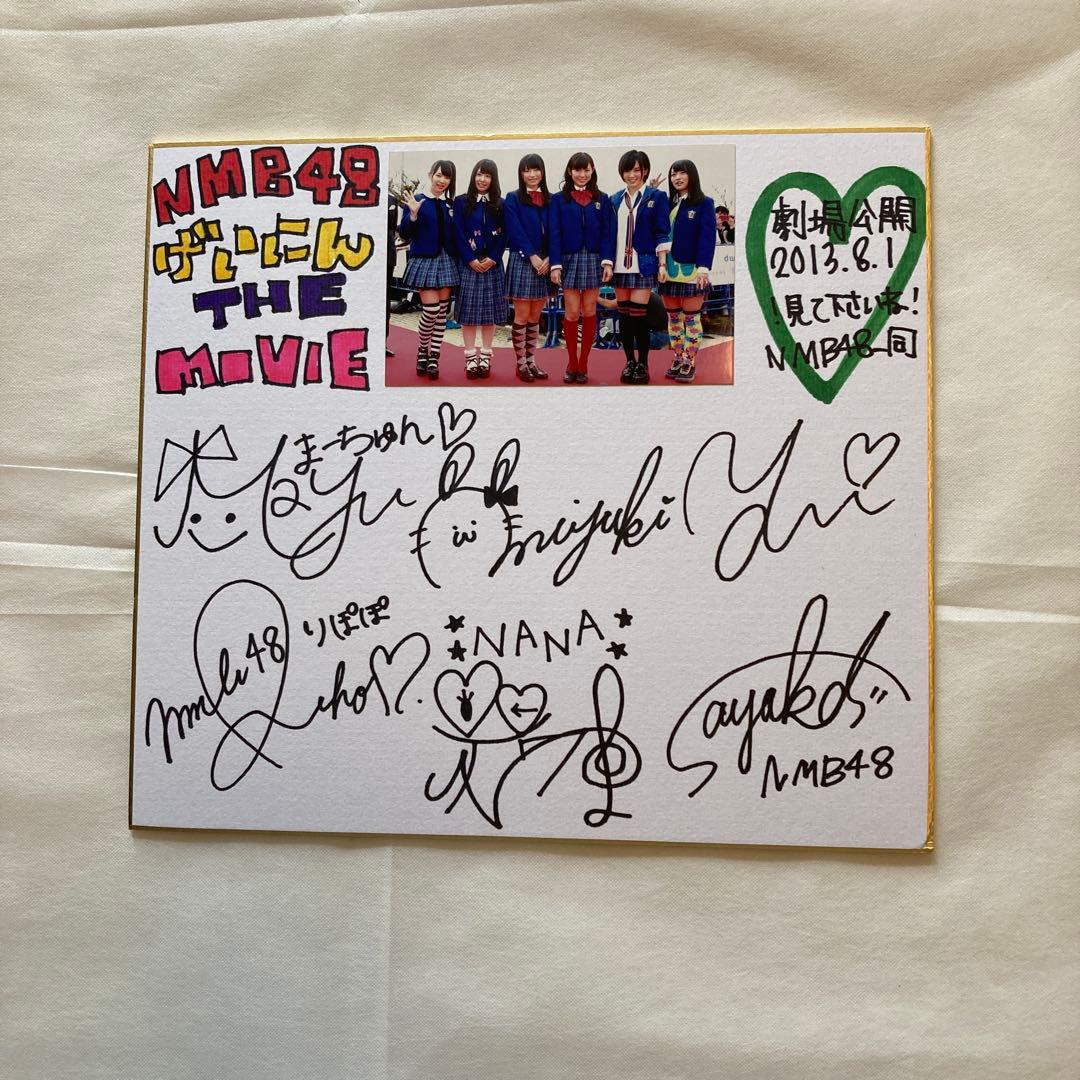 NMB48
げいにん
THE
MOVIE
劇場公開
2013.8.1
!見て下さいね!
NMB48一同
まーちゅん♡
mayu
miyuki
Yui♡
nmb48
りぽぽ
Riho♡.
★NANA★
Sayaka
NMB48